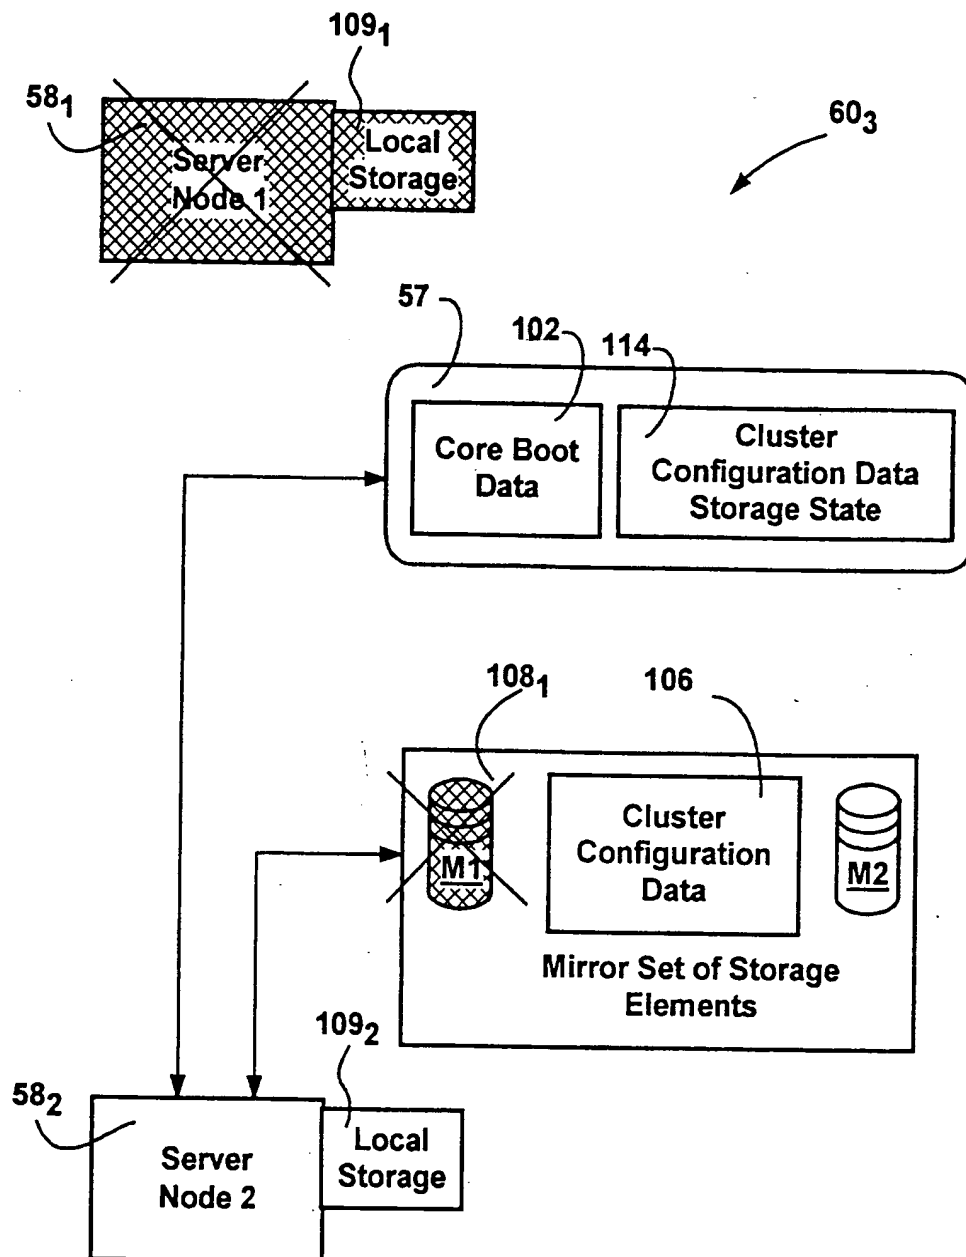 109₁
58₁
60₃
Server
Node 1
Local
Storage
57
102
114
Core Boot
Data
Cluster
Configuration Data
Storage State
108₁
106
M1
Cluster
Configuration
Data
M2
Mirror Set of Storage
Elements
109₂
58₂
Server
Node 2
Local
Storage